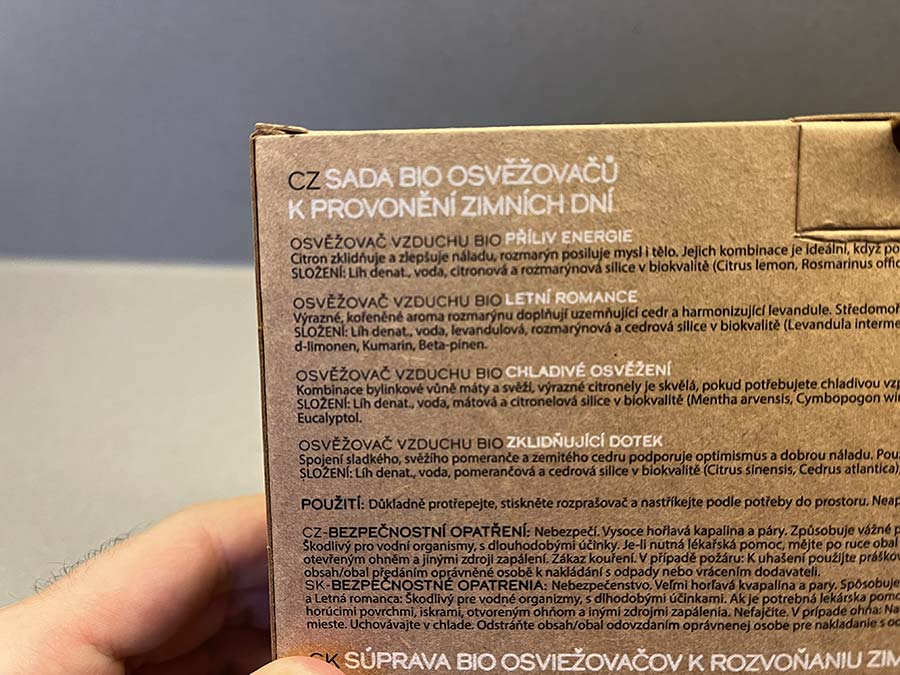 CZ SADA BIO OSVĚŽOVAČŮ
K PROVONĚNÍ ZIMNÍCH DNÍ
OSVĚŽOVAČ VZDUCHU BIO PŘÍLIV ENERGIE
Citron zklidňuje a zlepšuje náladu, rozmarýn posiluje mysl i tělo. Jejich kombinace je ideální, když po
SLOŽENÍ: Líh denat., voda, citronová a rozmarýnová silice v biokvalitě (Citrus lemon, Rosmarinus offic
OSVĚŽOVAČ VZDUCHU BIO LETNÍ ROMANCE
Výrazné, kořeněné aroma rozmarýnu doplňují uzemňující cedr a harmonizující levandule. Středomoř
SLOŽENÍ: Líh denat., voda, levandulová, rozmarýnová a cedrová silice v biokvalitě (Levandula interme
d-limonen, Kumarin, Beta-pinen.
OSVĚŽOVAČ VZDUCHU BIO CHLADIVÉ OSVĚŽENÍ
Kombinace bylinkové vůně máty a svěží, výrazné citronely je skvělá, pokud potřebujete chladivou vzp
SLOŽENÍ: Líh denat., voda, mátová a citronelová silice v biokvalitě (Mentha arvensis, Cymbopogon win
Eucalyptol.
OSVĚŽOVAČ VZDUCHU BIO ZKLIDŇUJÍCÍ DOTEK
Spojení sladkého, svěžího pomeranče a zemitého cedru podporuje optimismus a dobrou náladu. Použ
SLOŽENÍ: Líh denat., voda, pomerančová a cedrová silice v biokvalitě (Citrus sinensis, Cedrus atlantica),
POUŽITÍ: Důkladně protřepejte, stiskněte rozprašovač a nastříkejte podle potřeby do prostoru. Neap
CZ-BEZPEČNOSTNÍ OPATŘENÍ: Nebezpečí. Vysoce hořlavá kapalina a páry. Způsobuje vážné p
Škodlivý pro vodní organismy, s dlouhodobými účinky. Je-li nutná lékařská pomoc, mějte po ruce obal
otevřeným ohněm a jinými zdroji zapálení. Zákaz kouření. V případě požáru: K uhašení použijte práško
obsah/obal předáním oprávněné osobě k nakládání s odpady nebo vrácením dodavateli.
SK-BEZPEČNOSTNÉ OPATRENIA: Nebezpečenstvo. Veľmi horľavá kvapalina a pary. Spôsobuje
a Letná romanca: Škodlivý pre vodné organizmy, s dlhodobými účinkami. Ak je potrebná lekárska pomo
horúcimi povrchmi, iskrami, otvoreným ohňom a inými zdrojmi zapálenia. Nefajčite. V prípade ohňa: Na
mieste. Uchovávajte v chlade. Odstráňte obsah/obal odovzdaním oprávnenej osobe pre nakladanie s od
SK SÚPRAVA BIO OSVIEŽOVAČOV K ROZVOŇANIU ZIM